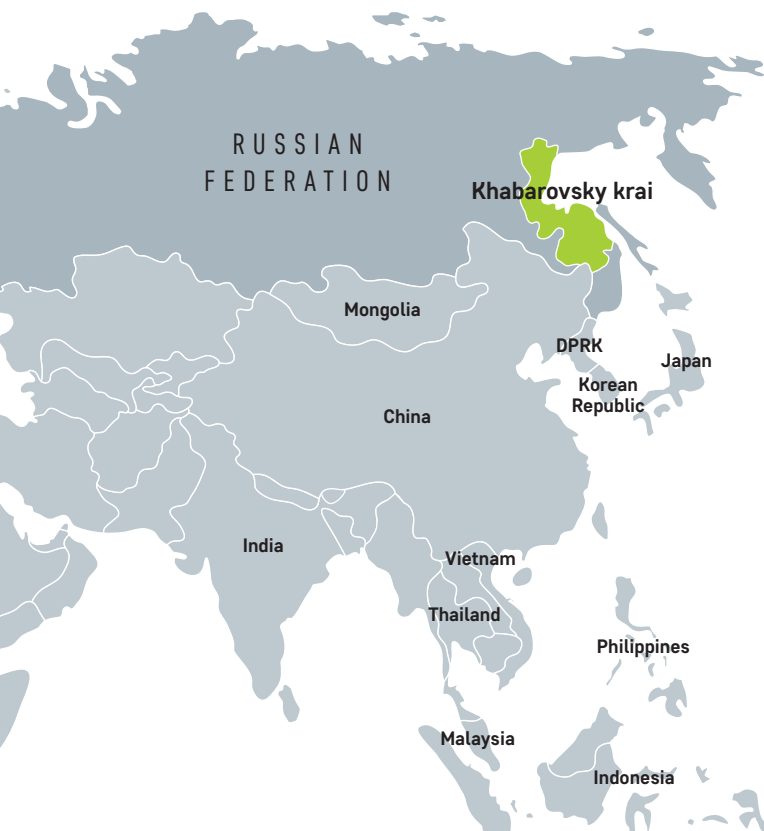 RUSSIAN
FEDERATION
Khabarovsky krai
Mongolia
DPRK
Japan
Korean
Republic
China
India
Vietnam
Thailand
Philippines
Malaysia
Indonesia